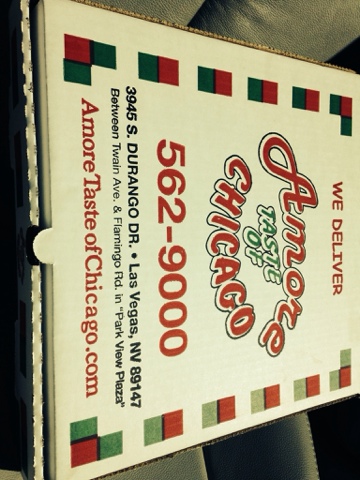 WE DELIVER
Amore
TASTE
OF
CHICAGO
562-9000
3945 S. DURANGO DR. • Las Vegas, NV 89147
Between Twain Ave. & Flamingo Rd. in "Park View Plaza"
AmoreTasteofChicago.com